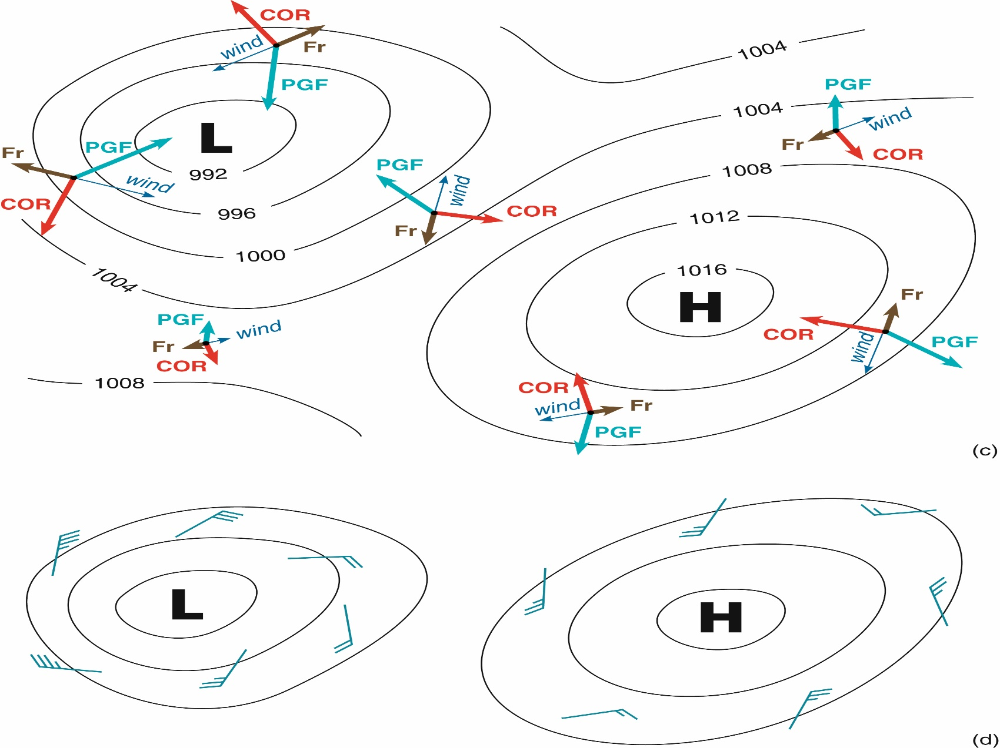 COR
wind
Fr
PGF
1004
PGF
1004
wind
Fr
COR
L
PGF
Fr
wind
COR
992
PGF
wind
COR
Fr
996
1000
1004
1008
1012
1016
H
Fr
COR
PGF
wind
PGF
wind
Fr
COR
1008
COR
wind
Fr
PGF
(c)
L
H
(d)